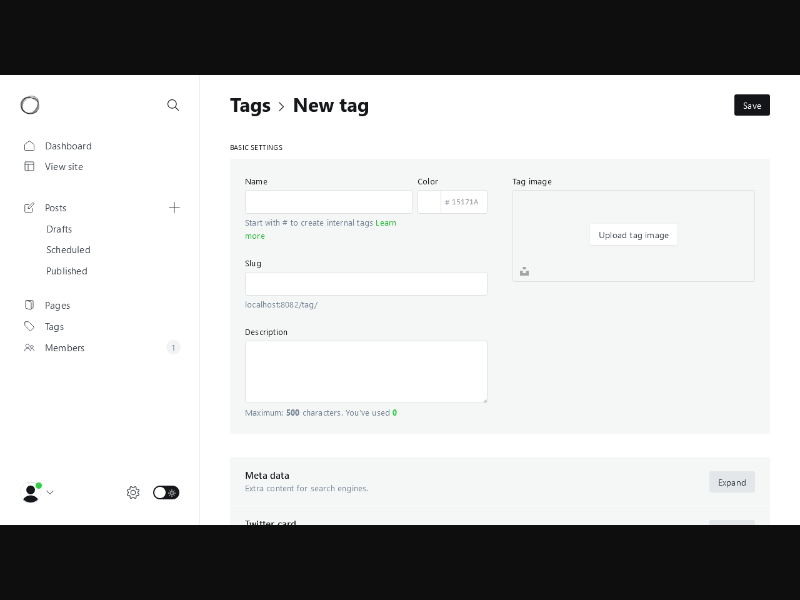 Tags › New tag
Save
Dashboard
View site
Posts
Drafts
Scheduled
Published
Pages
Tags
Members
1
BASIC SETTINGS
Name
Color
# 15171A
Start with # to create internal tags Learn
more
Slug
localhost:8082/tag/
Description
Maximum: 500 characters. You've used 0
Tag image
Upload tag image
Meta data
Extra content for search engines.
Expand
Twitter card